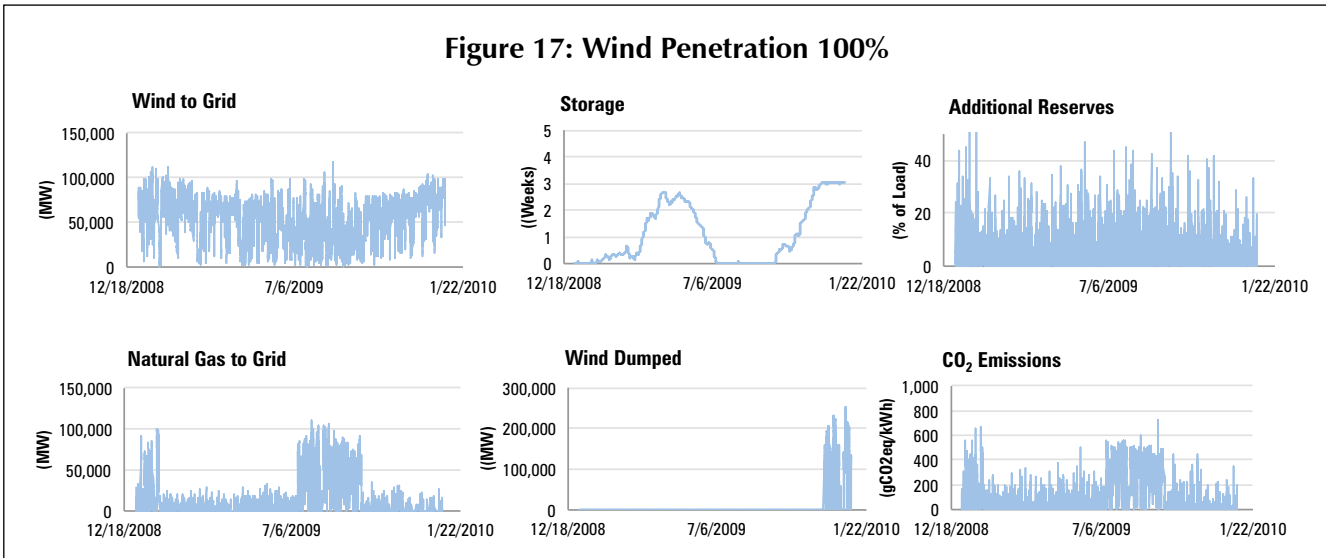 Figure 17: Wind Penetration 100%
Wind to Grid
(MW)
150,000
100,000
50,000
0
12/18/2008 7/6/2009 1/22/2010
Storage
((Weeks)
5
4
3
2
1
0
12/18/2008 7/6/2009 1/22/2010
Additional Reserves
(% of Load)
40
20
0
12/18/2008 7/6/2009 1/22/2010
Natural Gas to Grid
(MW)
150,000
100,000
50,000
0
12/18/2008 7/6/2009 1/22/2010
Wind Dumped
((MW)
300,000
200,000
100,000
0
12/18/2008 7/6/2009 1/22/2010
CO2 Emissions
(gCO2eq/kWh)
1,000
800
600
400
200
0
12/18/2008 7/6/2009 1/22/2010